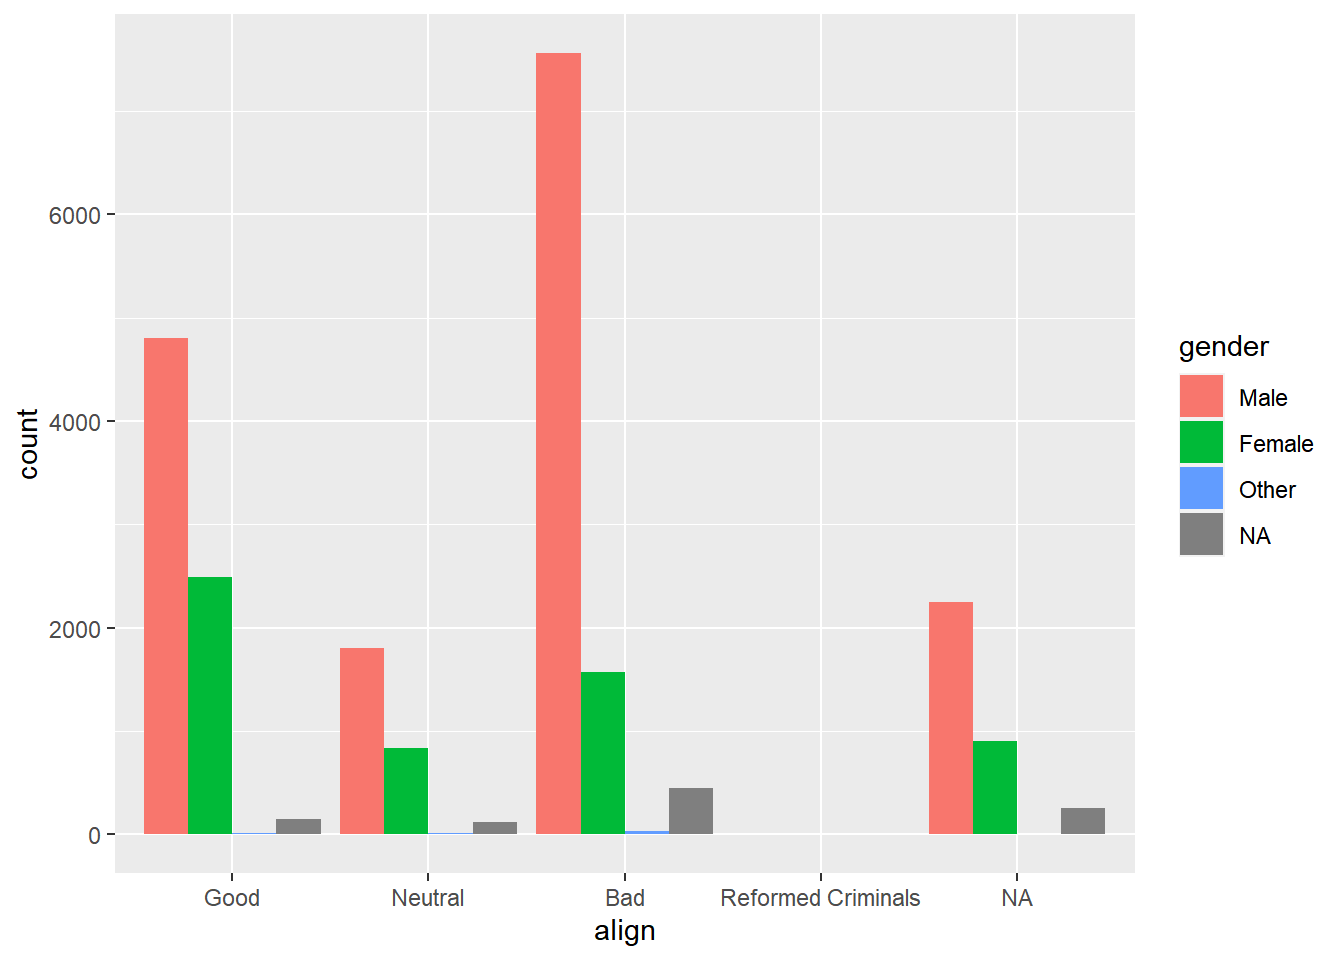 6000
4000
2000
0
count
Good Neutral Bad Reformed Criminals NA
align
gender
Male
Female
Other
NA